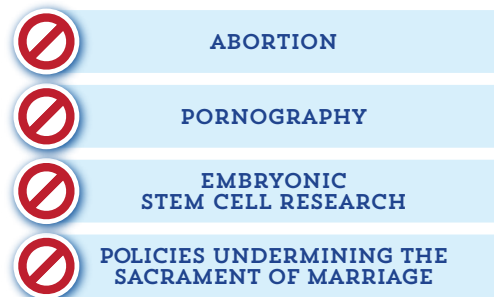 ABORTION
PORNOGRAPHY
EMBRYONIC
STEM CELL RESEARCH
POLICIES UNDERMINING THE
SACRAMENT OF MARRIAGE